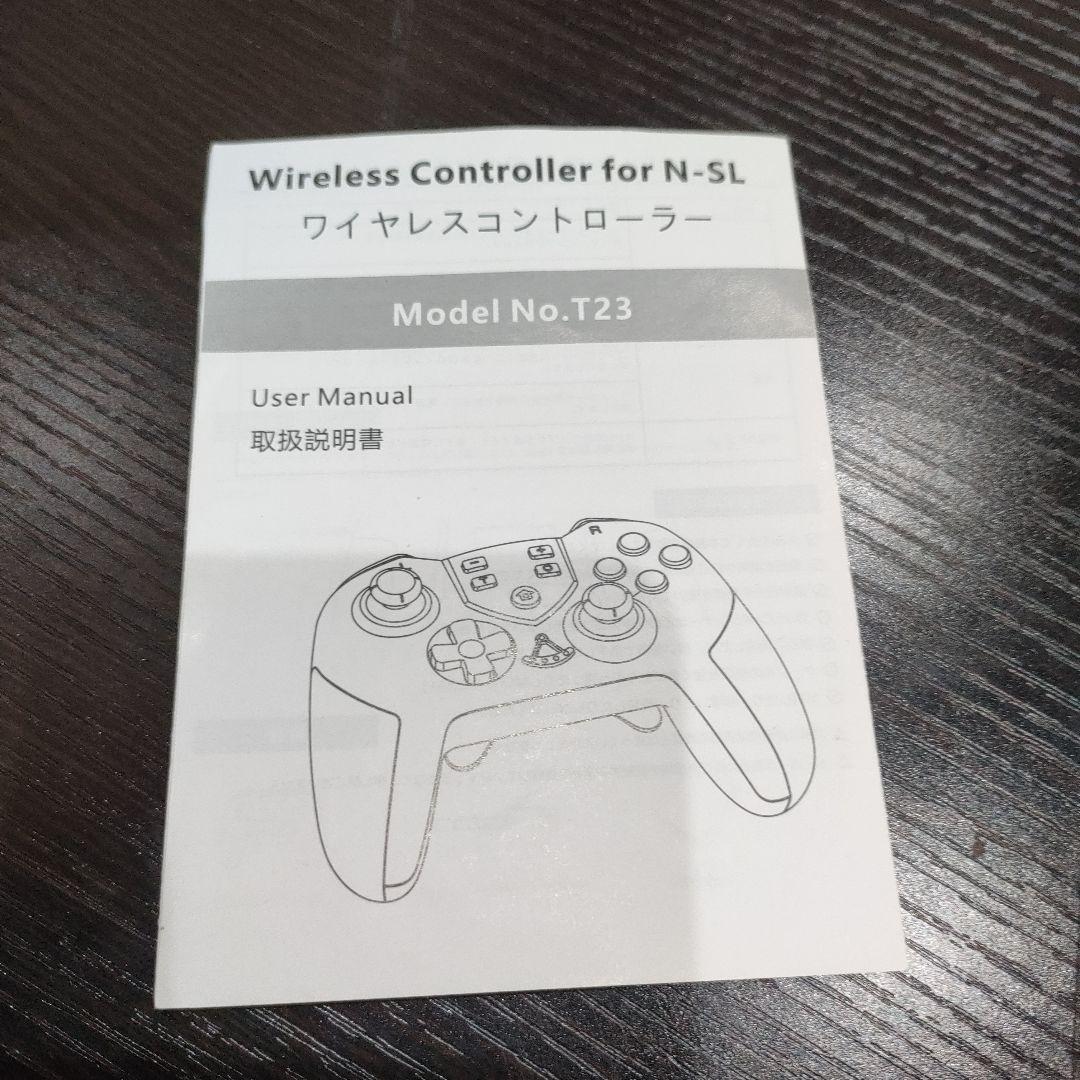 Wireless Controller for N-SL
ワイヤレスコントローラー
Model No.T23
User Manual
取扱説明書
L
R